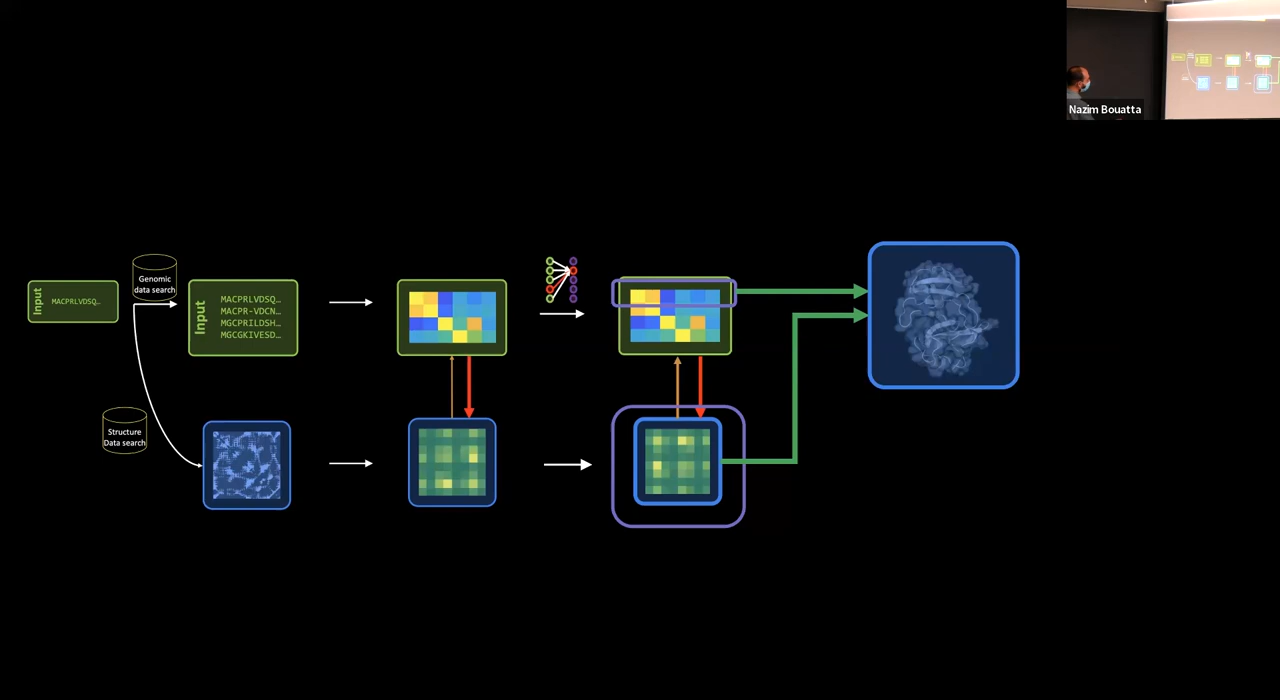 Nazim Bouatta
Genomic
data search
Input
MACPRLVDSQ…
Input
MACPRLVDSQ…
MACPR-VDCN…
MGCPRILDSH…
MGCGKIVESD…
Structure
Data search